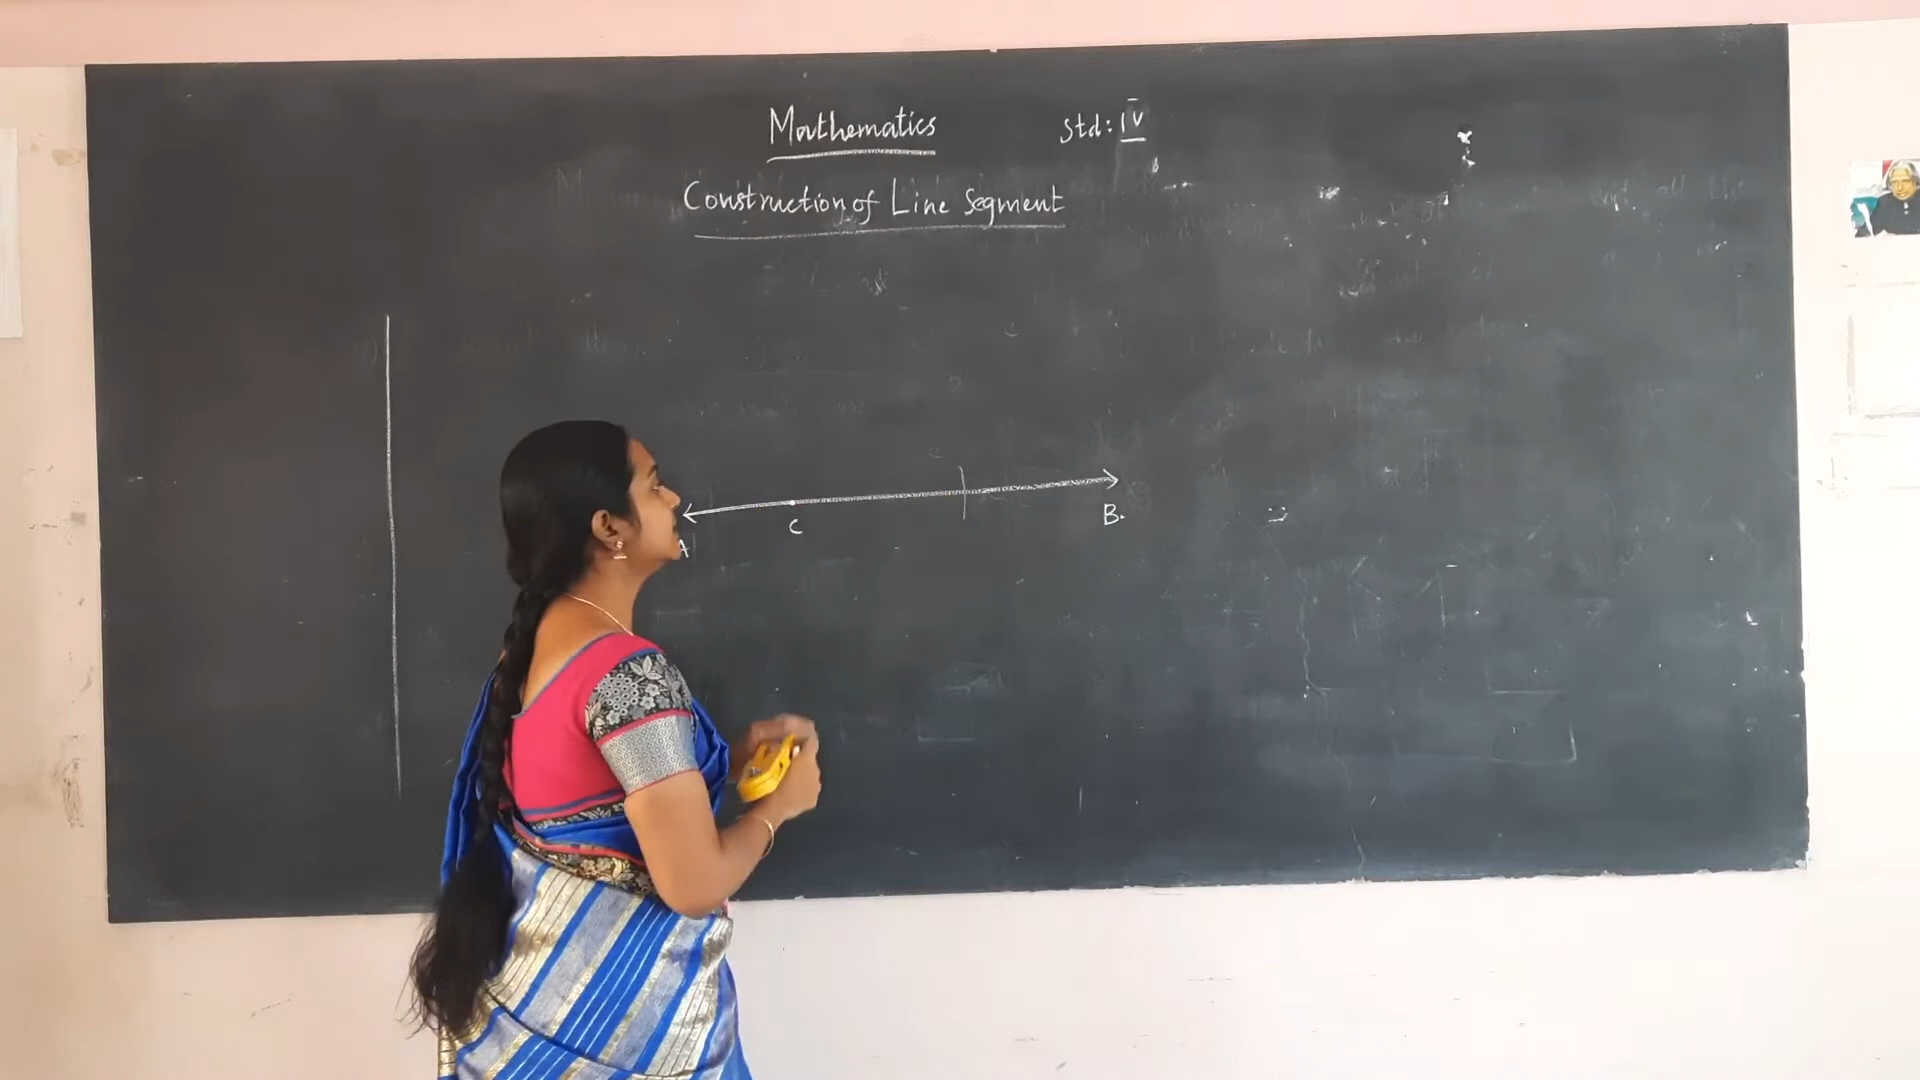 Mathematics Std: IV
Construction of Line Segment
A C B.